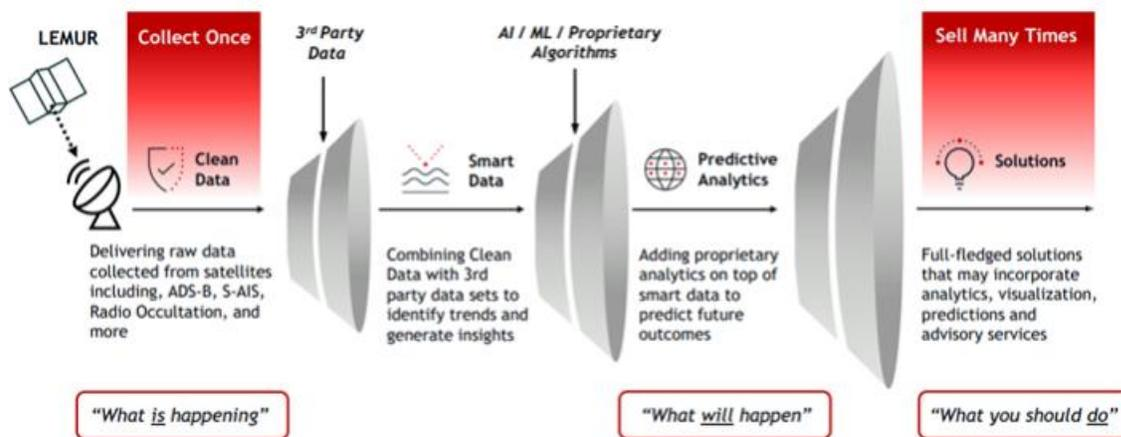 LEMUR
Collect Once
3rd Party
Data
AI / ML / Proprietary
Algorithms
Sell Many Times
Clean
Data
Smart
Data
Predictive
Analytics
Solutions
Delivering raw data
collected from satellites
including, ADS-B, S-AIS,
Radio Occultation, and
more
Combining Clean
Data with 3rd
party data sets to
identify trends and
generate insights
Adding proprietary
analytics on top of
smart data to
predict future
outcomes
Full-fledged solutions
that may incorporate
analytics, visualization,
predictions and
advisory services
“What is happening”
“What will happen”
“What you should do”